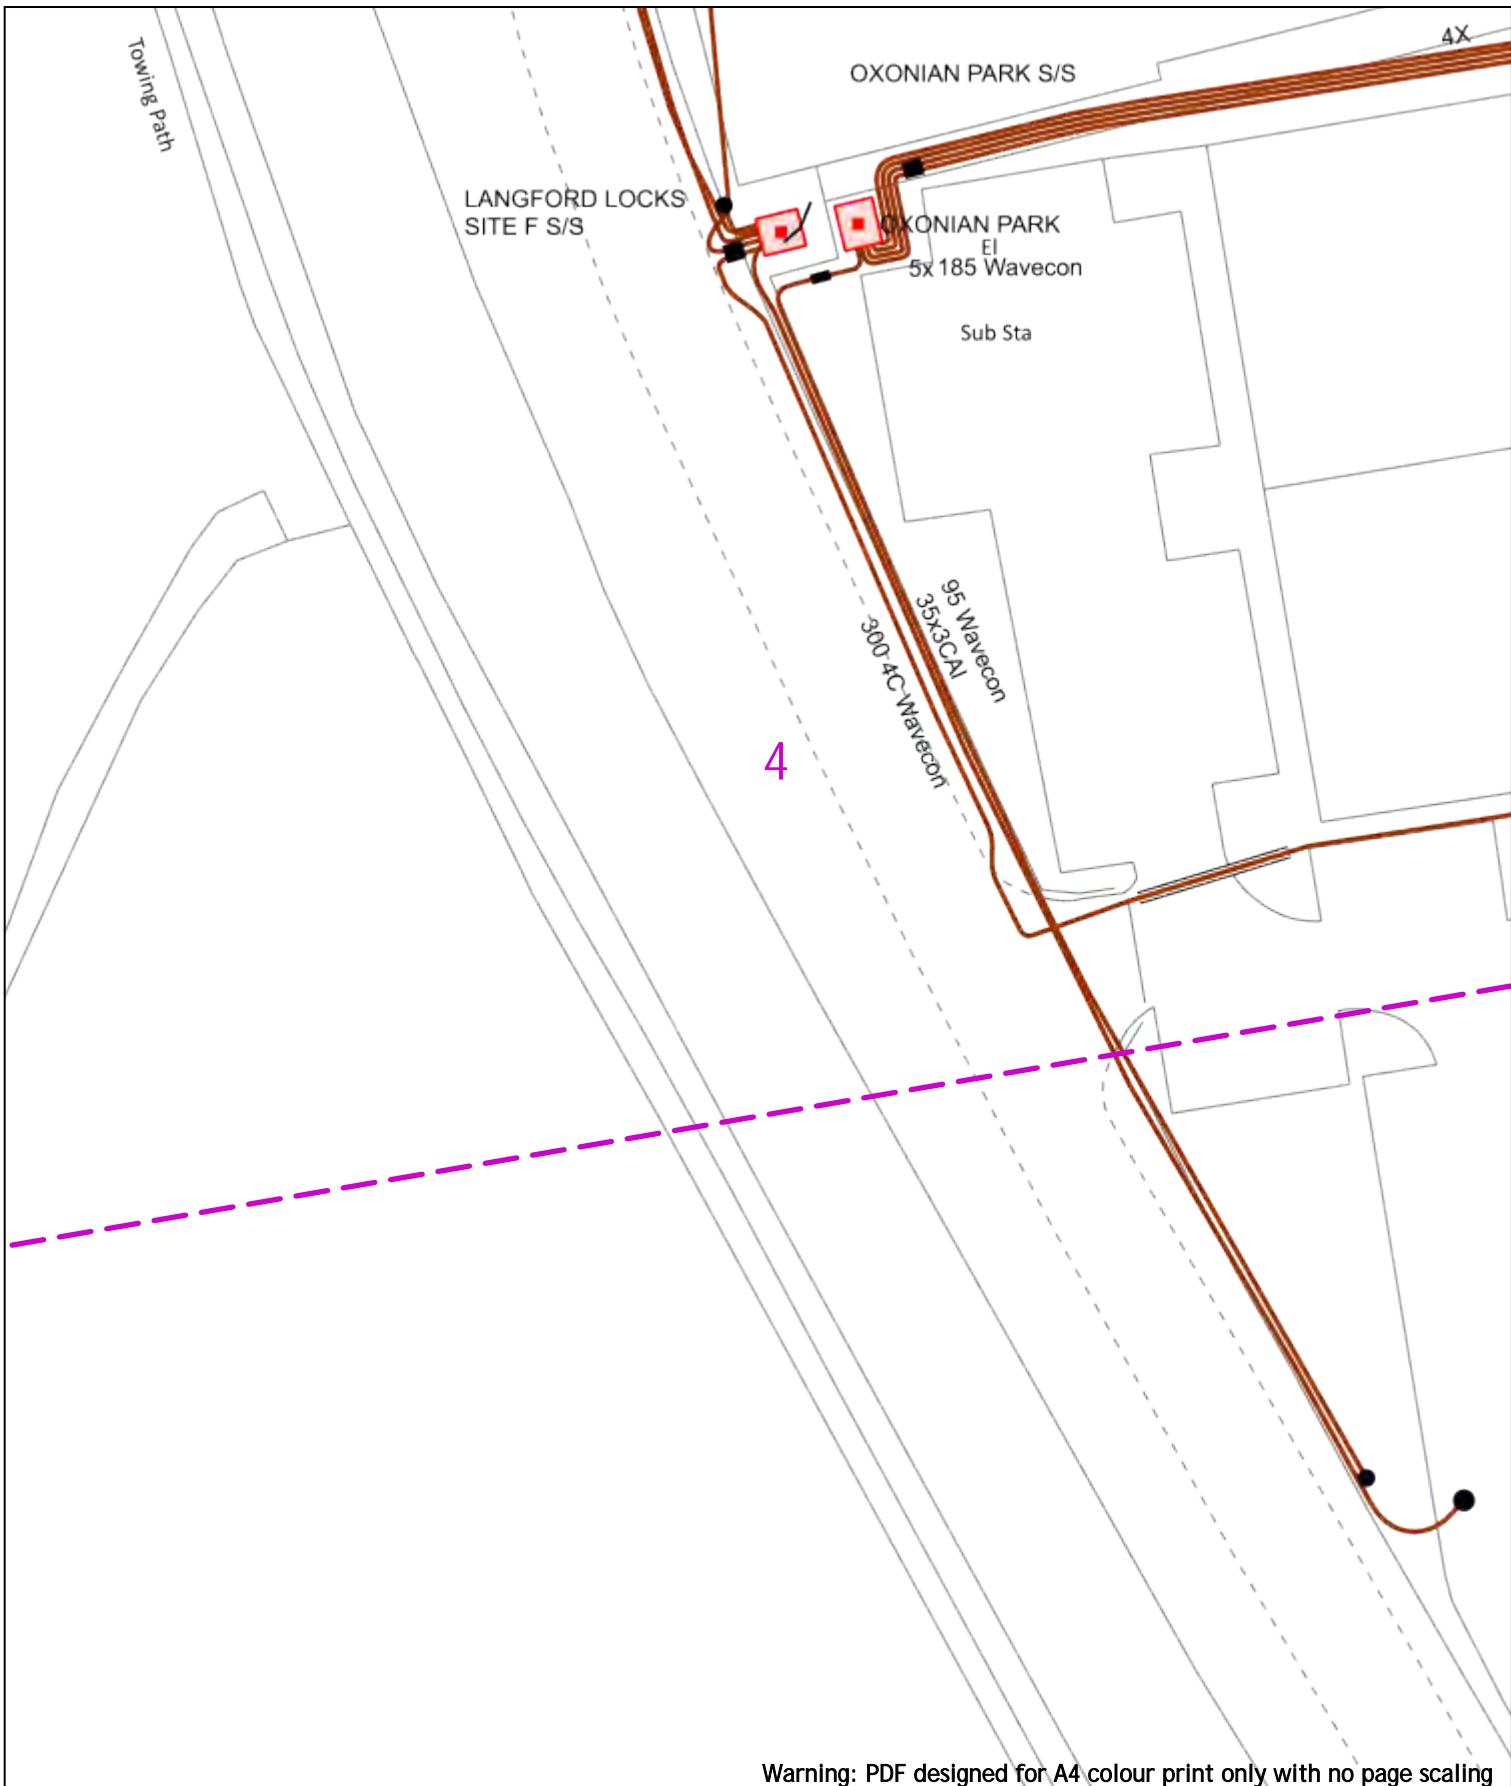 4X
Towing Path
OXONIAN PARK S/S
LANGFORD LOCKS
SITE F S/S
OXONIAN PARK
El
5x 185 Wavecon
Sub Sta
95 Wavecon
35x3CAI
300 4C Wavecon
4
Warning: PDF designed for A4 colour print only with no page scaling